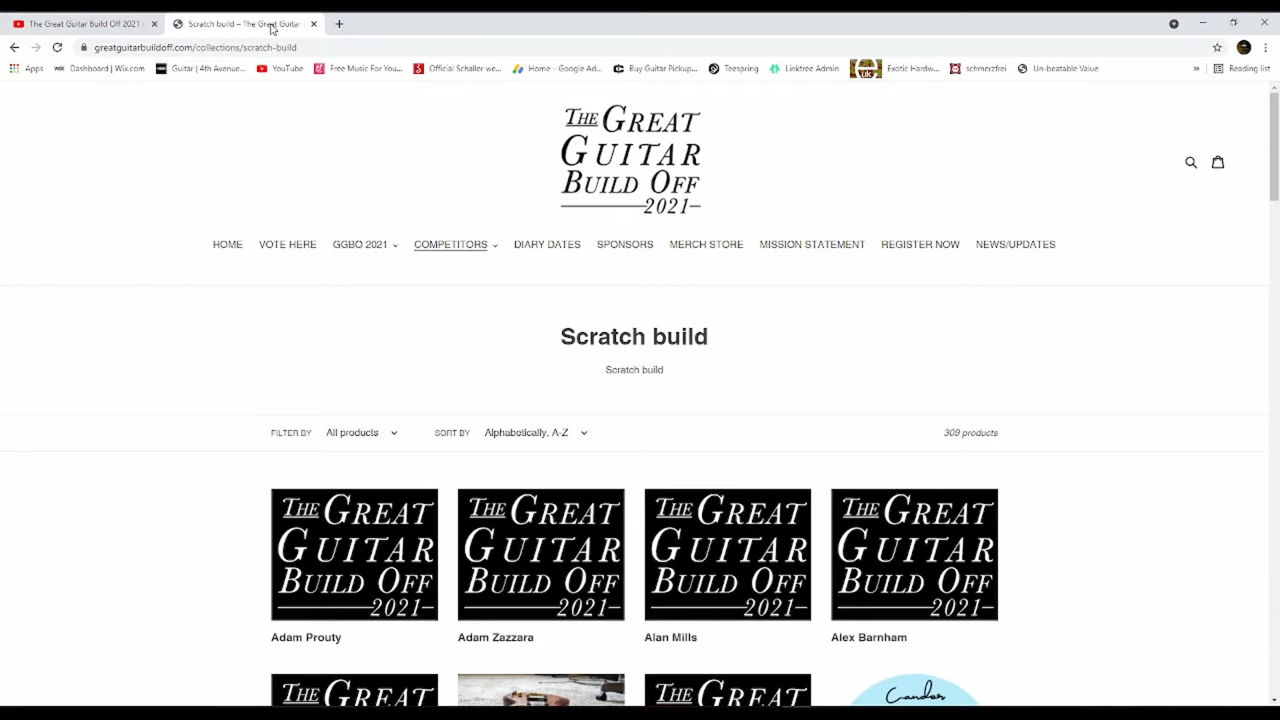 The Great Guitar Build Off 2021
Scratch build – The Great Guitar
greatguitarbuildoff.com/collections/scratch-build
Apps
WIX Dashboard | Wix.com
Guitar | 4th Avenue...
YouTube
Free Music For You...
Official Schaller we...
Home – Google Ad...
Buy Guitar Pickup...
Teespring
Linktree Admin
Exotic Hardw...
schmerzfrei
Un-beatable Value
»
Reading list
THE GREAT
GUITAR
BUILD OFF
2021
HOME
VOTE HERE
GGBO 2021
COMPETITORS
DIARY DATES
SPONSORS
MERCH STORE
MISSION STATEMENT
REGISTER NOW
NEWS/UPDATES
Scratch build
Scratch build
FILTER BY
All products
SORT BY
Alphabetically, A-Z
309 products
THE GREAT
GUITAR
BUILD OFF
2021
THE GREAT
GUITAR
BUILD OFF
2021
THE GREAT
GUITAR
BUILD OFF
2021
THE GREAT
GUITAR
BUILD OFF
2021
Adam Prouty
Adam Zazzara
Alan Mills
Alex Barnham
THE GREAT
THE GREAT
Candos